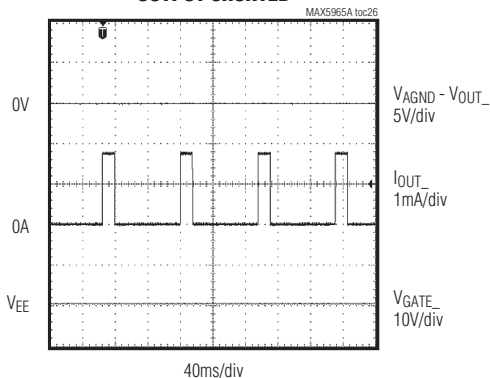 MAX5965A toc26
0V
VAGND - VOUT_
5V/div
IOUT_
1mA/div
0A
VEE
VGATE_
10V/div
40ms/div